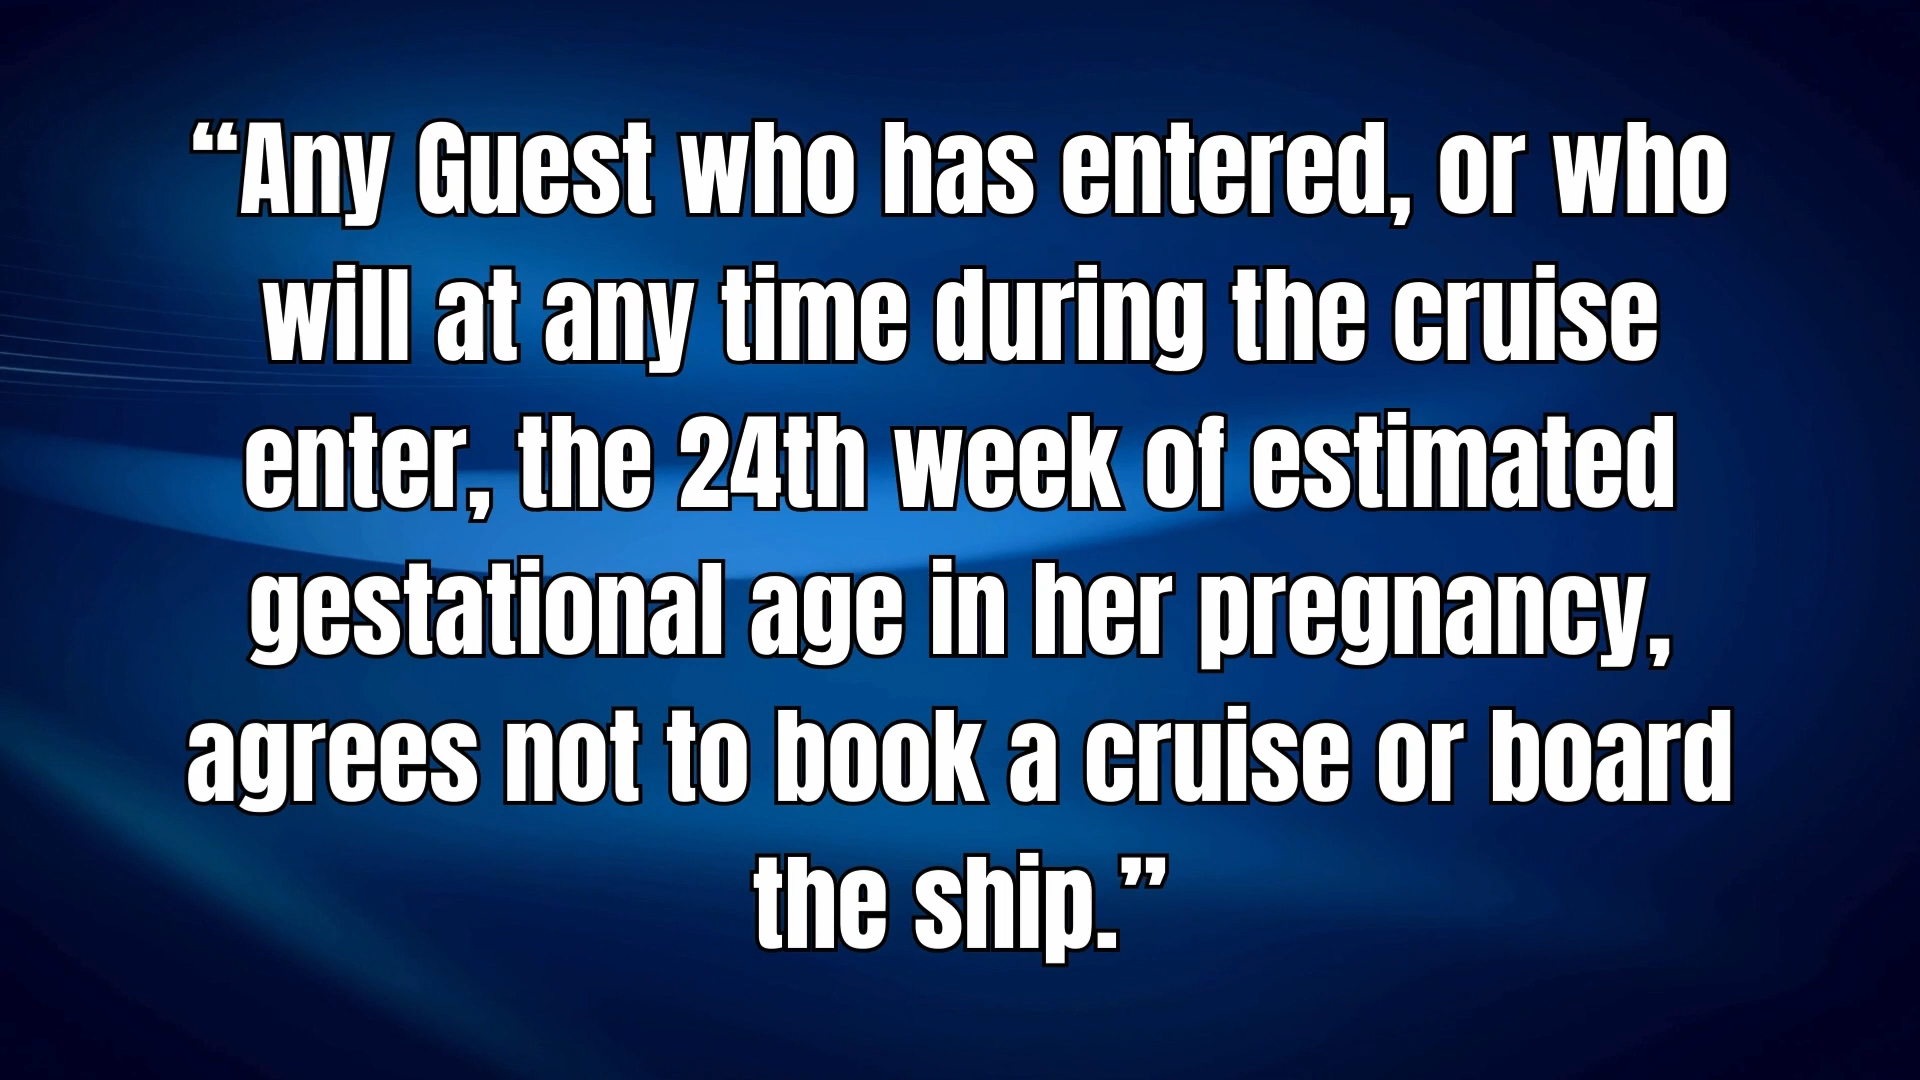 “Any Guest who has entered, or who
will at any time during the cruise
enter, the 24th week of estimated
gestational age in her pregnancy,
agrees not to book a cruise or board
the ship.”